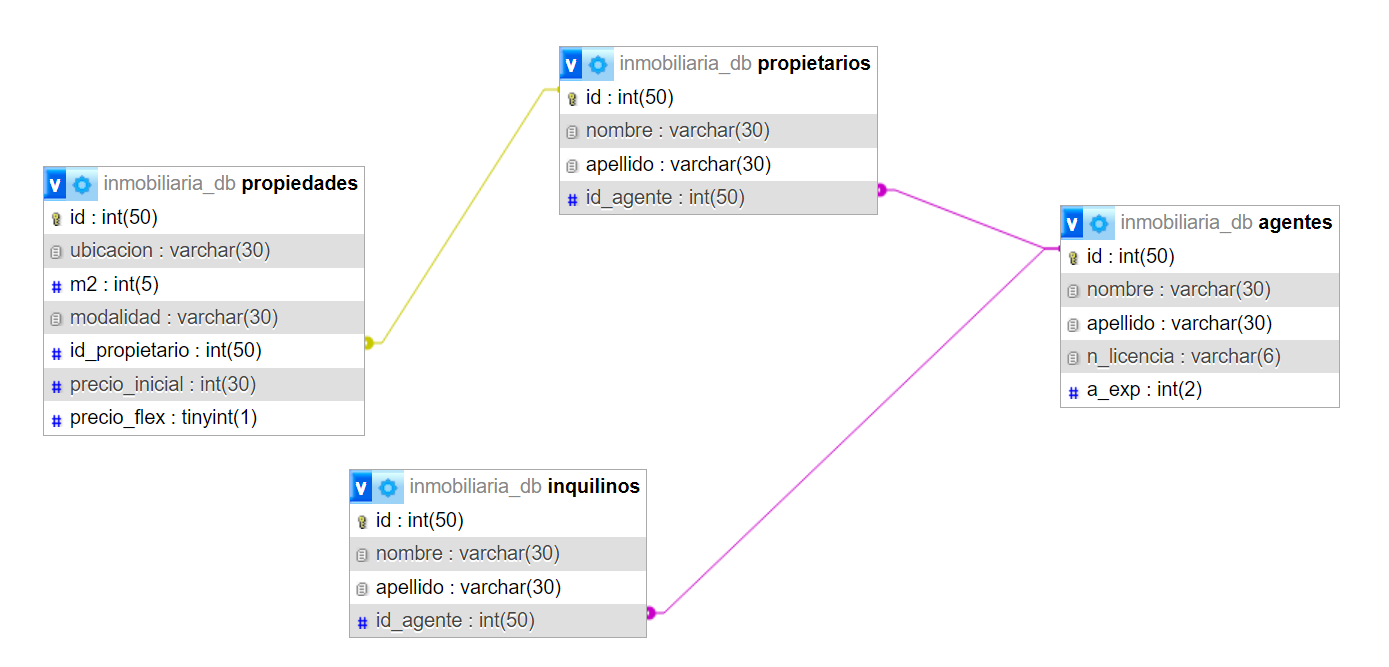 v inmobiliaria_db propietarios
id : int(50)
nombre : varchar(30)
apellido : varchar(30)
id_agente : int(50)
v inmobiliaria_db propiedades
id : int(50)
ubicacion : varchar(30)
# m2 : int(5)
modalidad : varchar(30)
# id_propietario : int(50)
# precio_inicial : int(30)
# precio_flex : tinyint(1)
v inmobiliaria_db agentes
id : int(50)
nombre : varchar(30)
apellido : varchar(30)
n_licencia : varchar(6)
# a_exp : int(2)
v inmobiliaria_db inquilinos
id : int(50)
nombre : varchar(30)
apellido : varchar(30)
# id_agente : int(50)